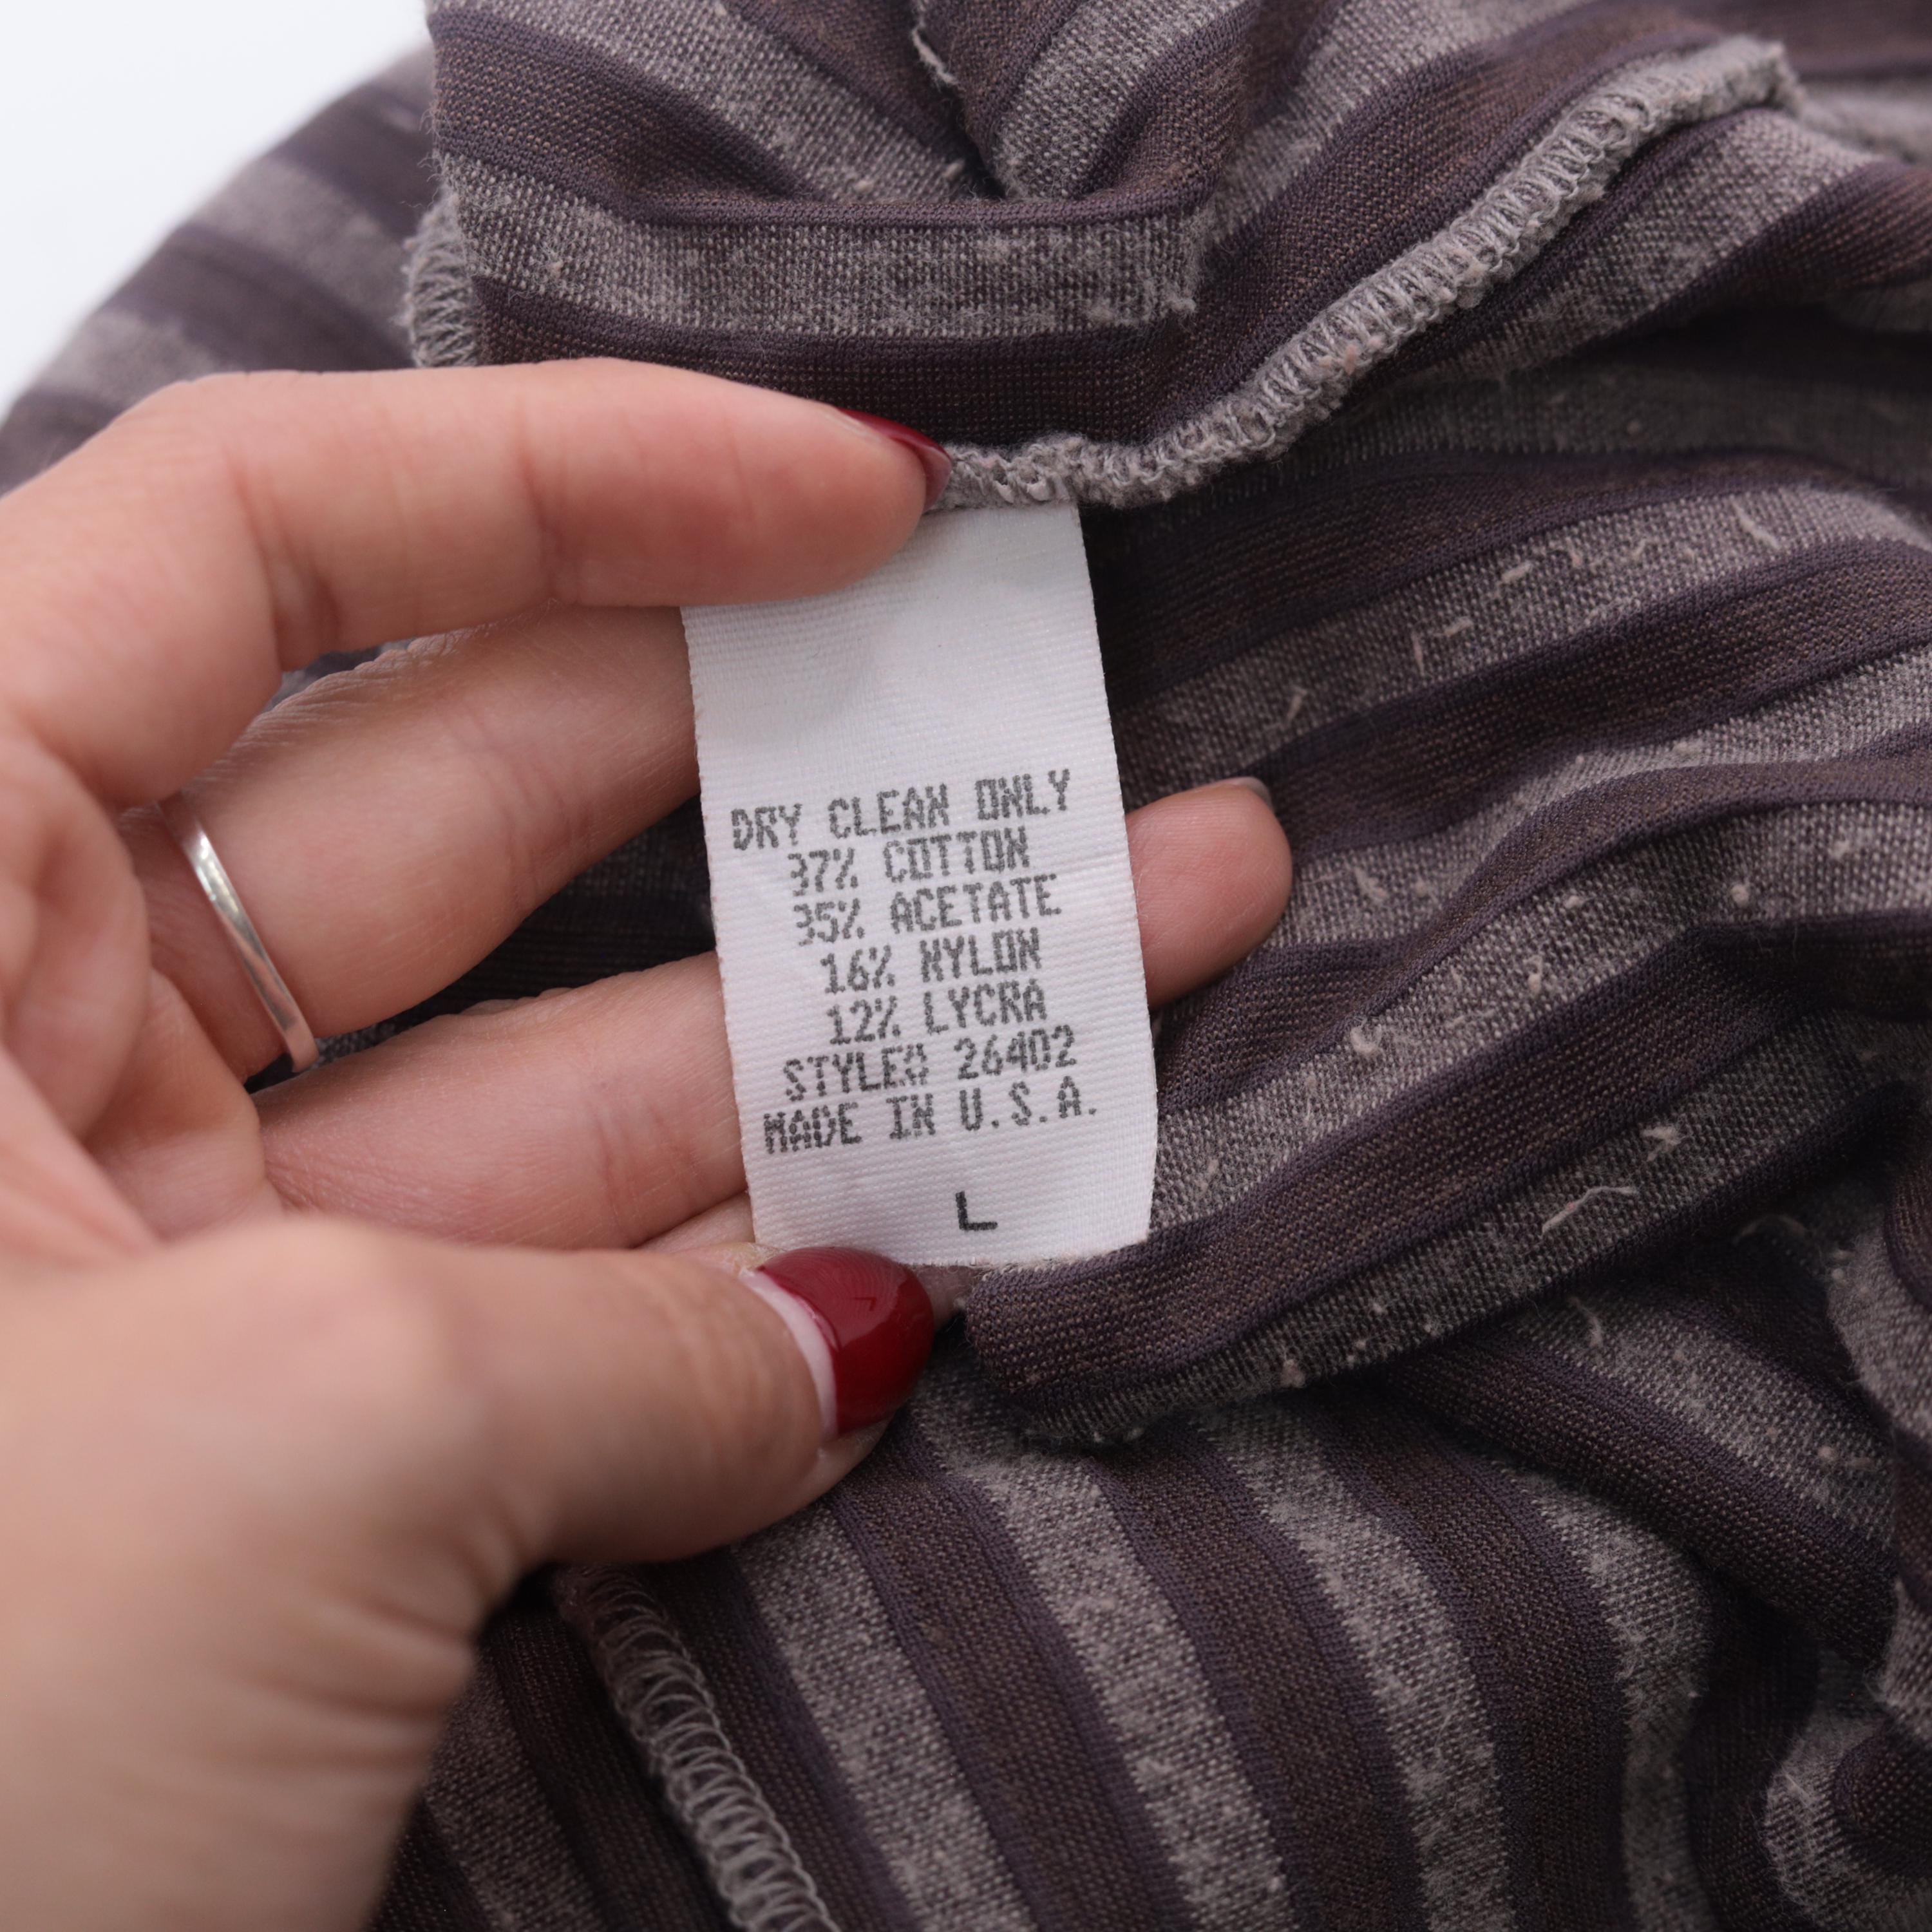 DRY CLEAN ONLY
37% COTTON
35% ACETATE
16% NYLON
12% LYCRA
STYLE# 26402
MADE IN U.S.A.
L